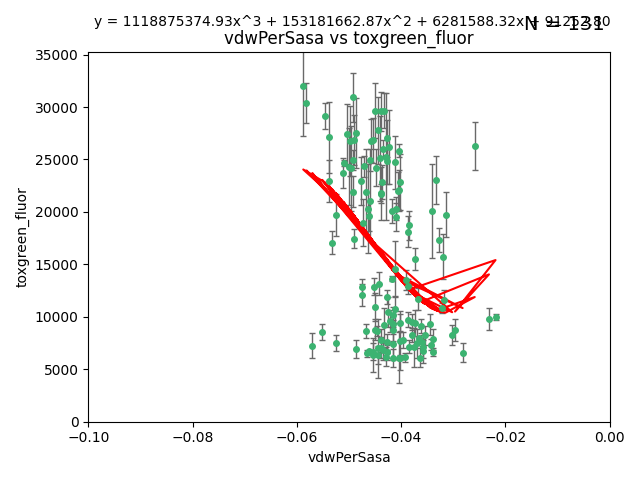 y = 1118875374.93x^3 + 153181662.87x^2 + 6281588.32x + 91252.80
N = 131
vdwPerSasa vs toxgreen_fluor
toxgreen_fluor
35000
30000
25000
20000
15000
10000
5000
0
−0.10 −0.08 −0.06 −0.04 −0.02 0.00
vdwPerSasa